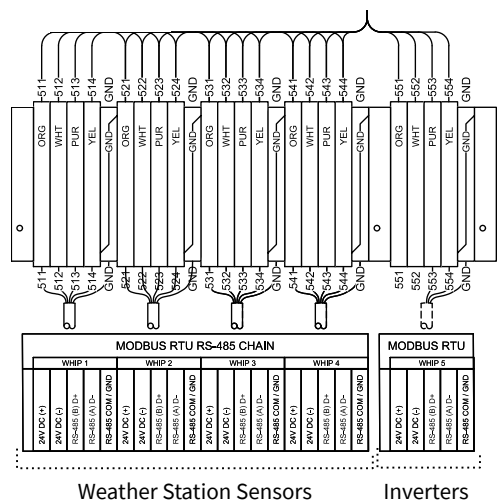 511 512 513 514 GND 521 522 523 524 GND 531 532 533 534 GND 541 542 543 544 GND 551 552 553 554 GND
ORG WHT PUR YEL GND ORG WHT PUR YEL GND ORG WHT PUR YEL GND ORG WHT PUR YEL GND ORG WHT PUR YEL GND
511 512 513 514 GND 521 522 523 524 GND 531 532 533 534 GND 541 542 543 544 GND 551 552 553 554 GND
MODBUS RTU RS-485 CHAIN MODBUS RTU
WHIP 1 WHIP 2 WHIP 3 WHIP 4 WHIP 5
24V DC (+) 24V DC (-) RS-485 (B) D+ RS-485 (A) D- RS-485 COM / GND 24V DC (+) 24V DC (-) RS-485 (B) D+ RS-485 (A) D- RS-485 COM / GND 24V DC (+) 24V DC (-) RS-485 (B) D+ RS-485 (A) D- RS-485 COM / GND 24V DC (+) 24V DC (-) RS-485 (B) D+ RS-485 (A) D- RS-485 COM / GND 24V DC (+) 24V DC (-) RS-485 (B) D+ RS-485 (A) D- RS-485 COM / GND
Weather Station Sensors Inverters